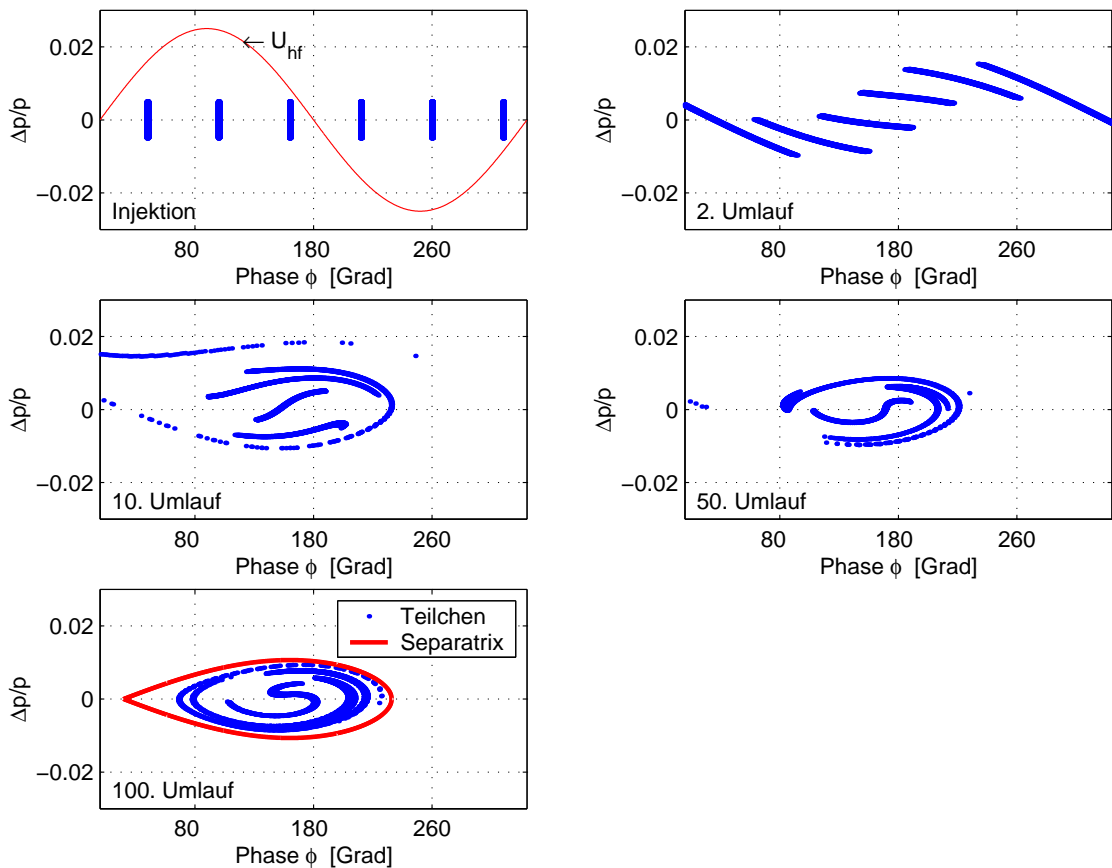 0.02
0
−0.02
Δp/p
← U_hf
Injektion
80 180 260
Phase ϕ [Grad]
0.02
0
−0.02
Δp/p
2. Umlauf
80 180 260
Phase ϕ [Grad]
0.02
0
−0.02
Δp/p
10. Umlauf
80 180 260
Phase ϕ [Grad]
0.02
0
−0.02
Δp/p
50. Umlauf
80 180 260
Phase ϕ [Grad]
0.02
0
−0.02
Δp/p
Teilchen
Separatrix
100. Umlauf
80 180 260
Phase ϕ [Grad]